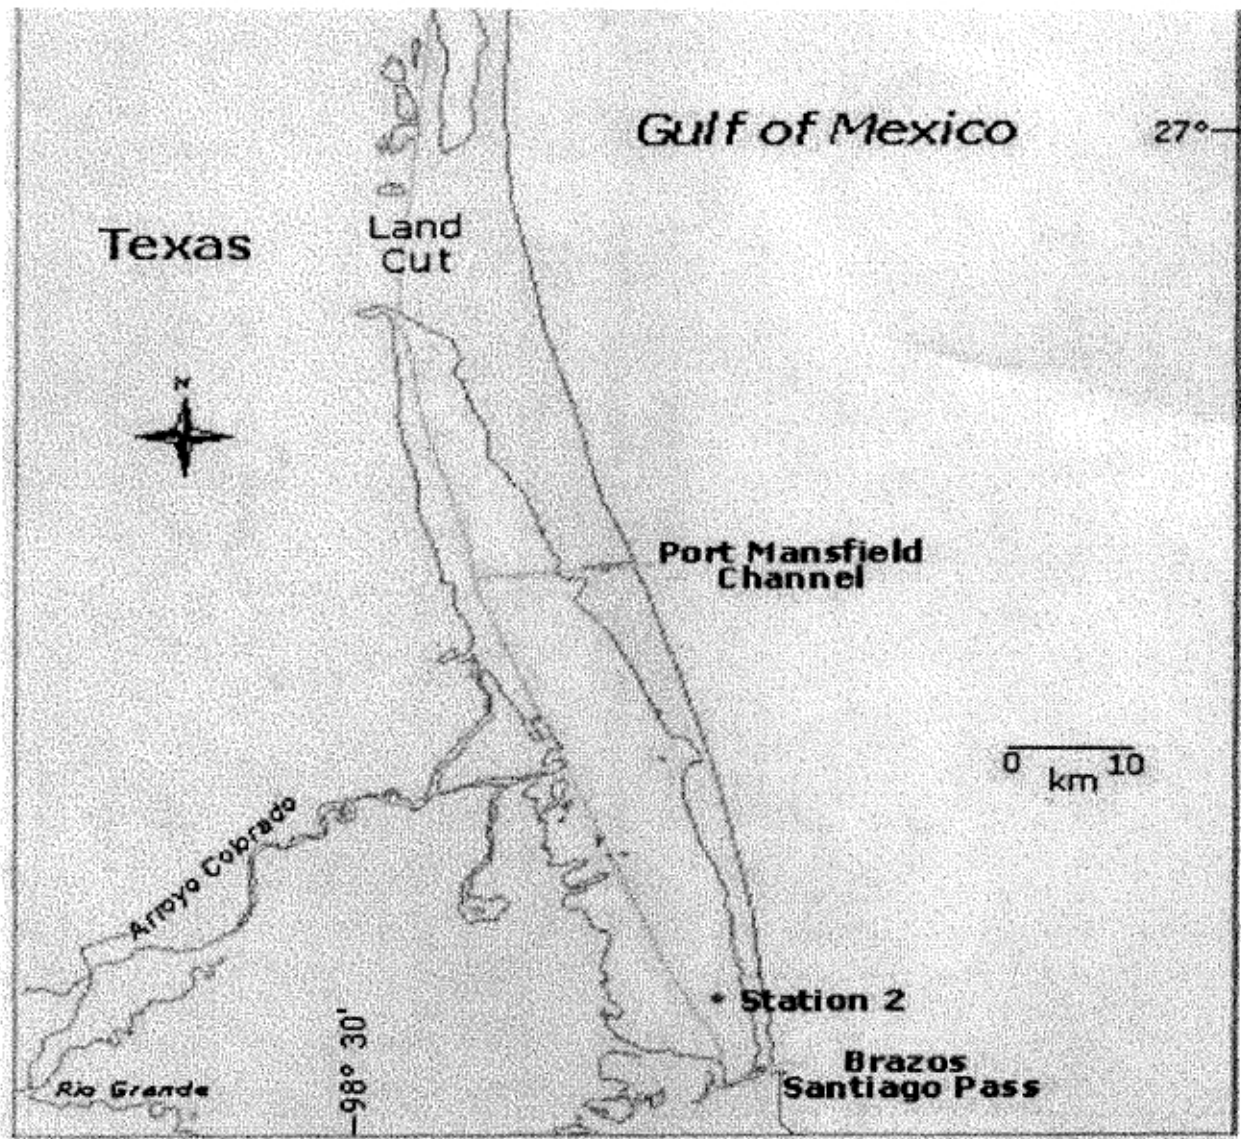 Gulf of Mexico
27°
Texas
Land
Cut
N
Port Mansfield
Channel
0 10
km
Arroyo Colorado
Station 2
98° 30'
Brazos
Santiago Pass
Rio Grande